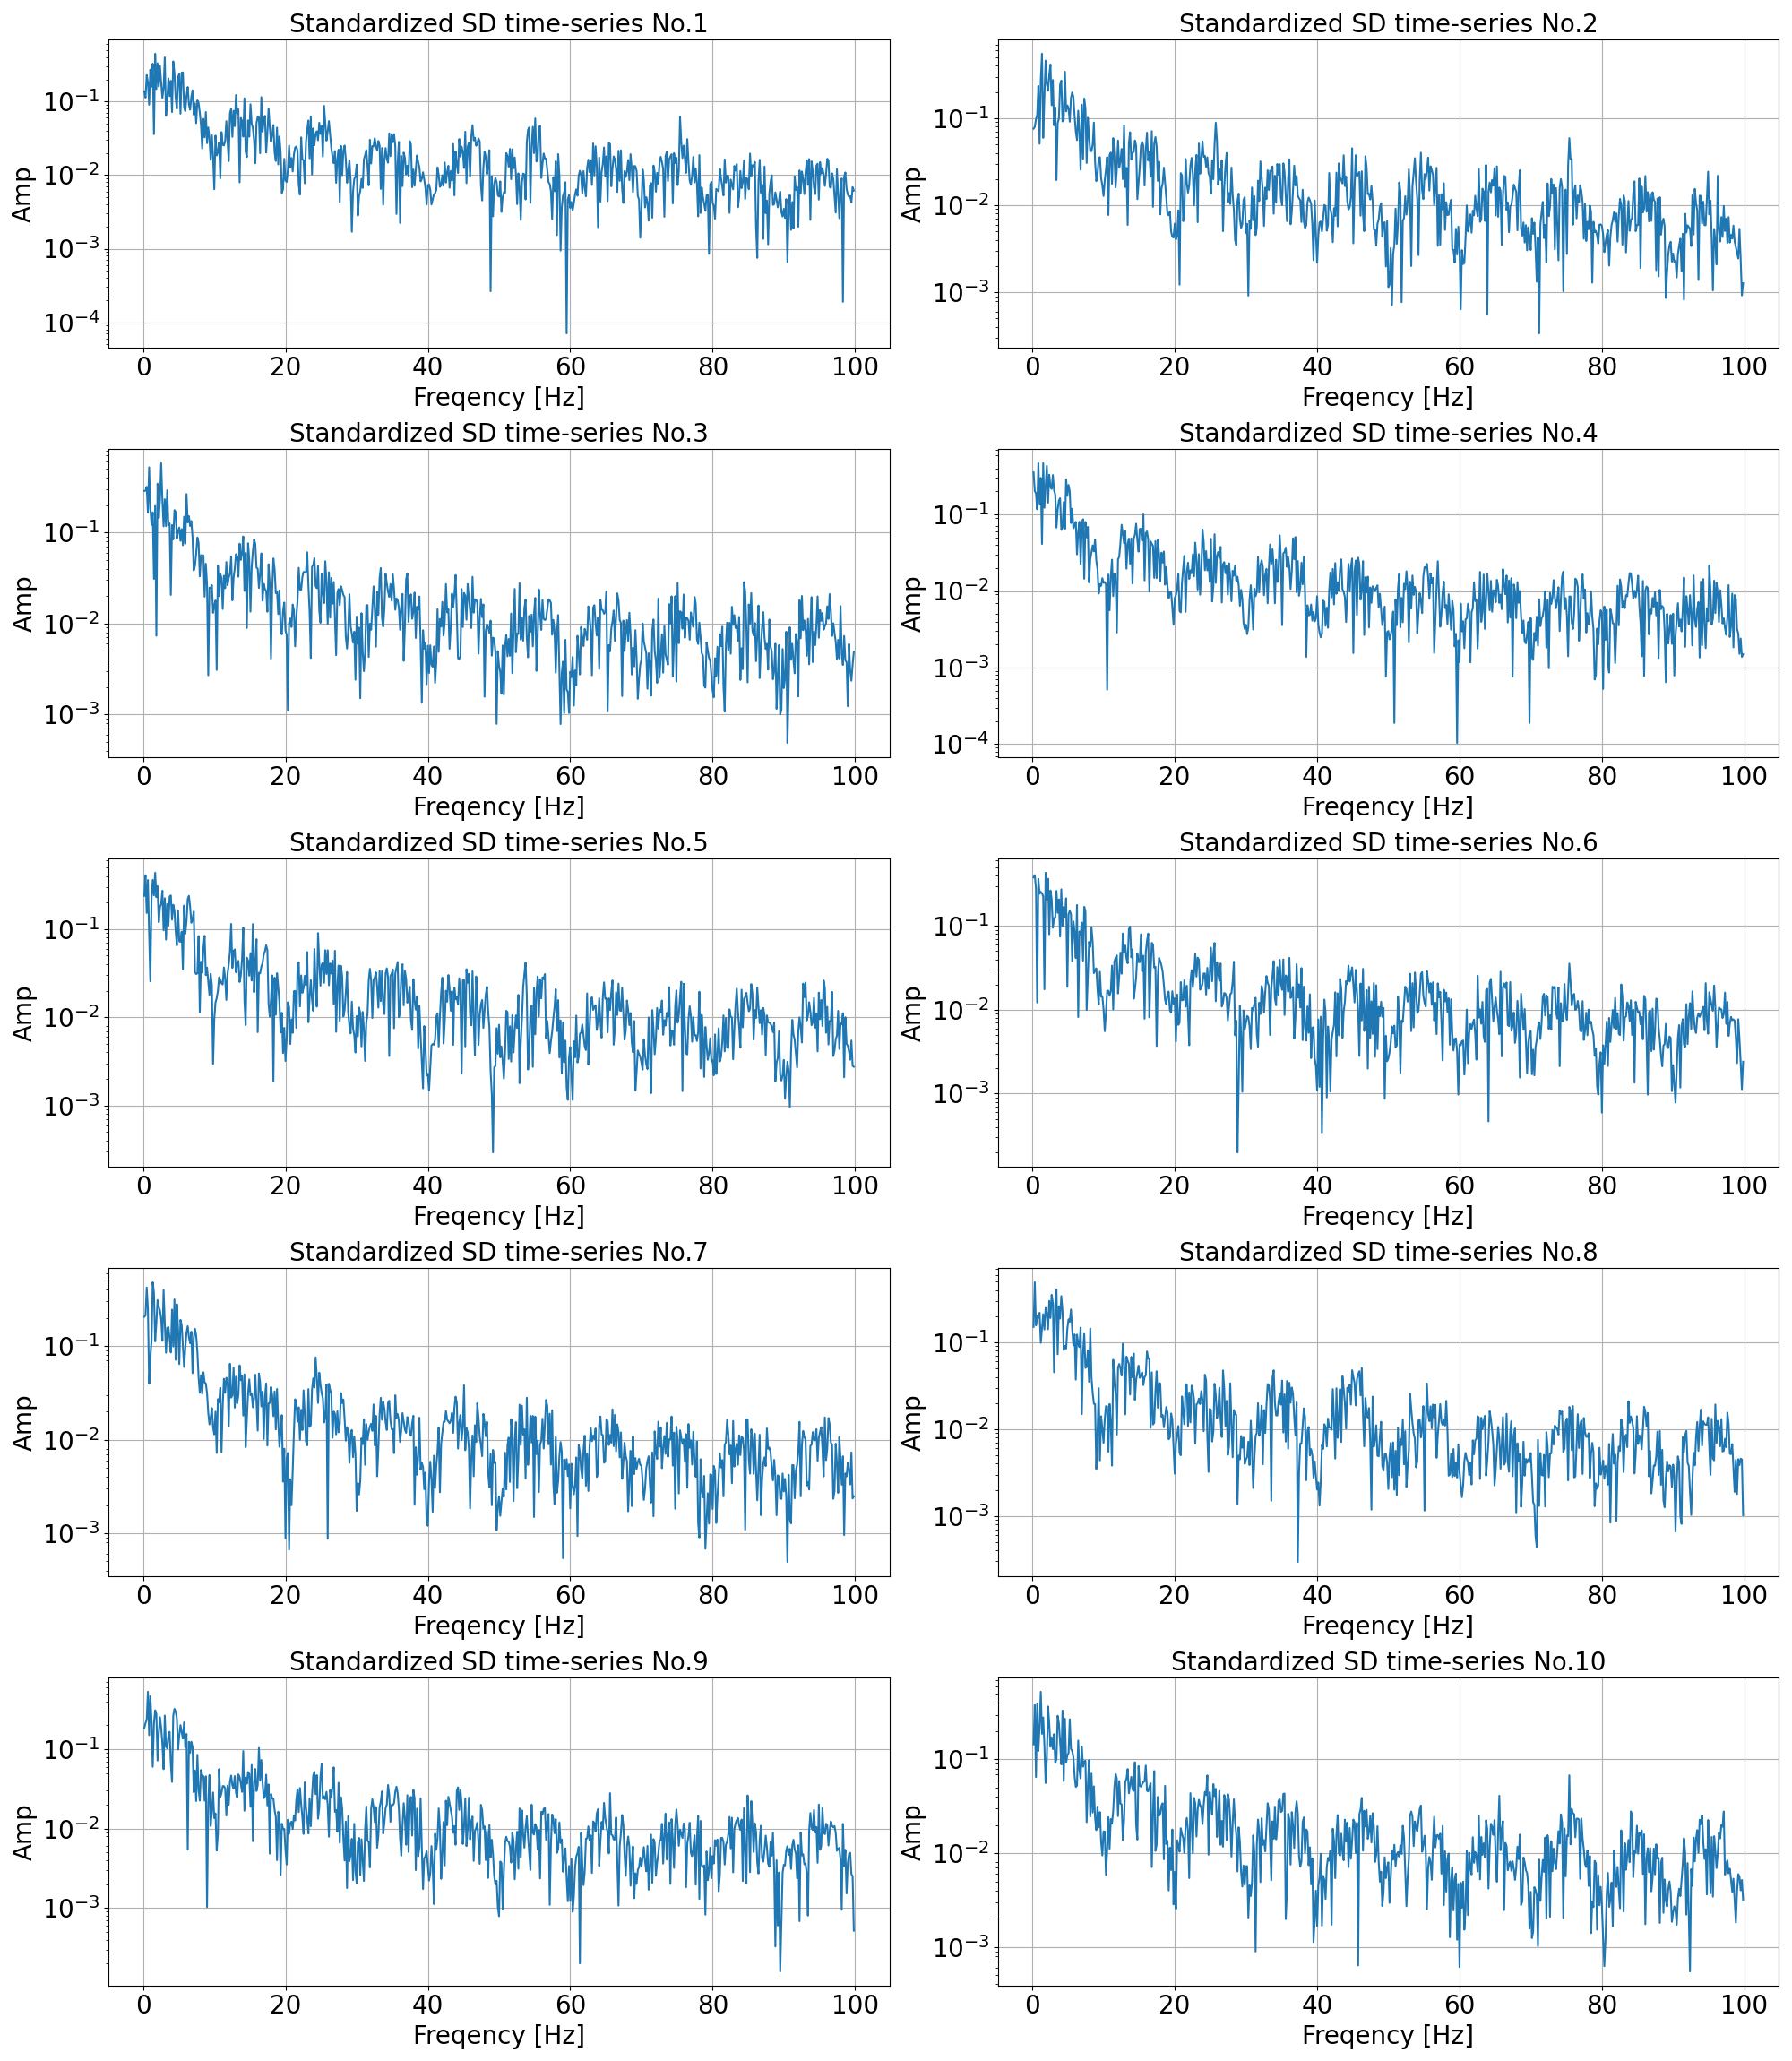 Standardized SD time-series No.1
Amp
10⁻¹
10⁻²
10⁻³
10⁻⁴
0 20 40 60 80 100
Freqency [Hz]
Standardized SD time-series No.2
Amp
10⁻¹
10⁻²
10⁻³
0 20 40 60 80 100
Freqency [Hz]
Standardized SD time-series No.3
Amp
10⁻¹
10⁻²
10⁻³
0 20 40 60 80 100
Freqency [Hz]
Standardized SD time-series No.4
Amp
10⁻¹
10⁻²
10⁻³
10⁻⁴
0 20 40 60 80 100
Freqency [Hz]
Standardized SD time-series No.5
Amp
10⁻¹
10⁻²
10⁻³
0 20 40 60 80 100
Freqency [Hz]
Standardized SD time-series No.6
Amp
10⁻¹
10⁻²
10⁻³
0 20 40 60 80 100
Freqency [Hz]
Standardized SD time-series No.7
Amp
10⁻¹
10⁻²
10⁻³
0 20 40 60 80 100
Freqency [Hz]
Standardized SD time-series No.8
Amp
10⁻¹
10⁻²
10⁻³
0 20 40 60 80 100
Freqency [Hz]
Standardized SD time-series No.9
Amp
10⁻¹
10⁻²
10⁻³
0 20 40 60 80 100
Freqency [Hz]
Standardized SD time-series No.10
Amp
10⁻¹
10⁻²
10⁻³
0 20 40 60 80 100
Freqency [Hz]